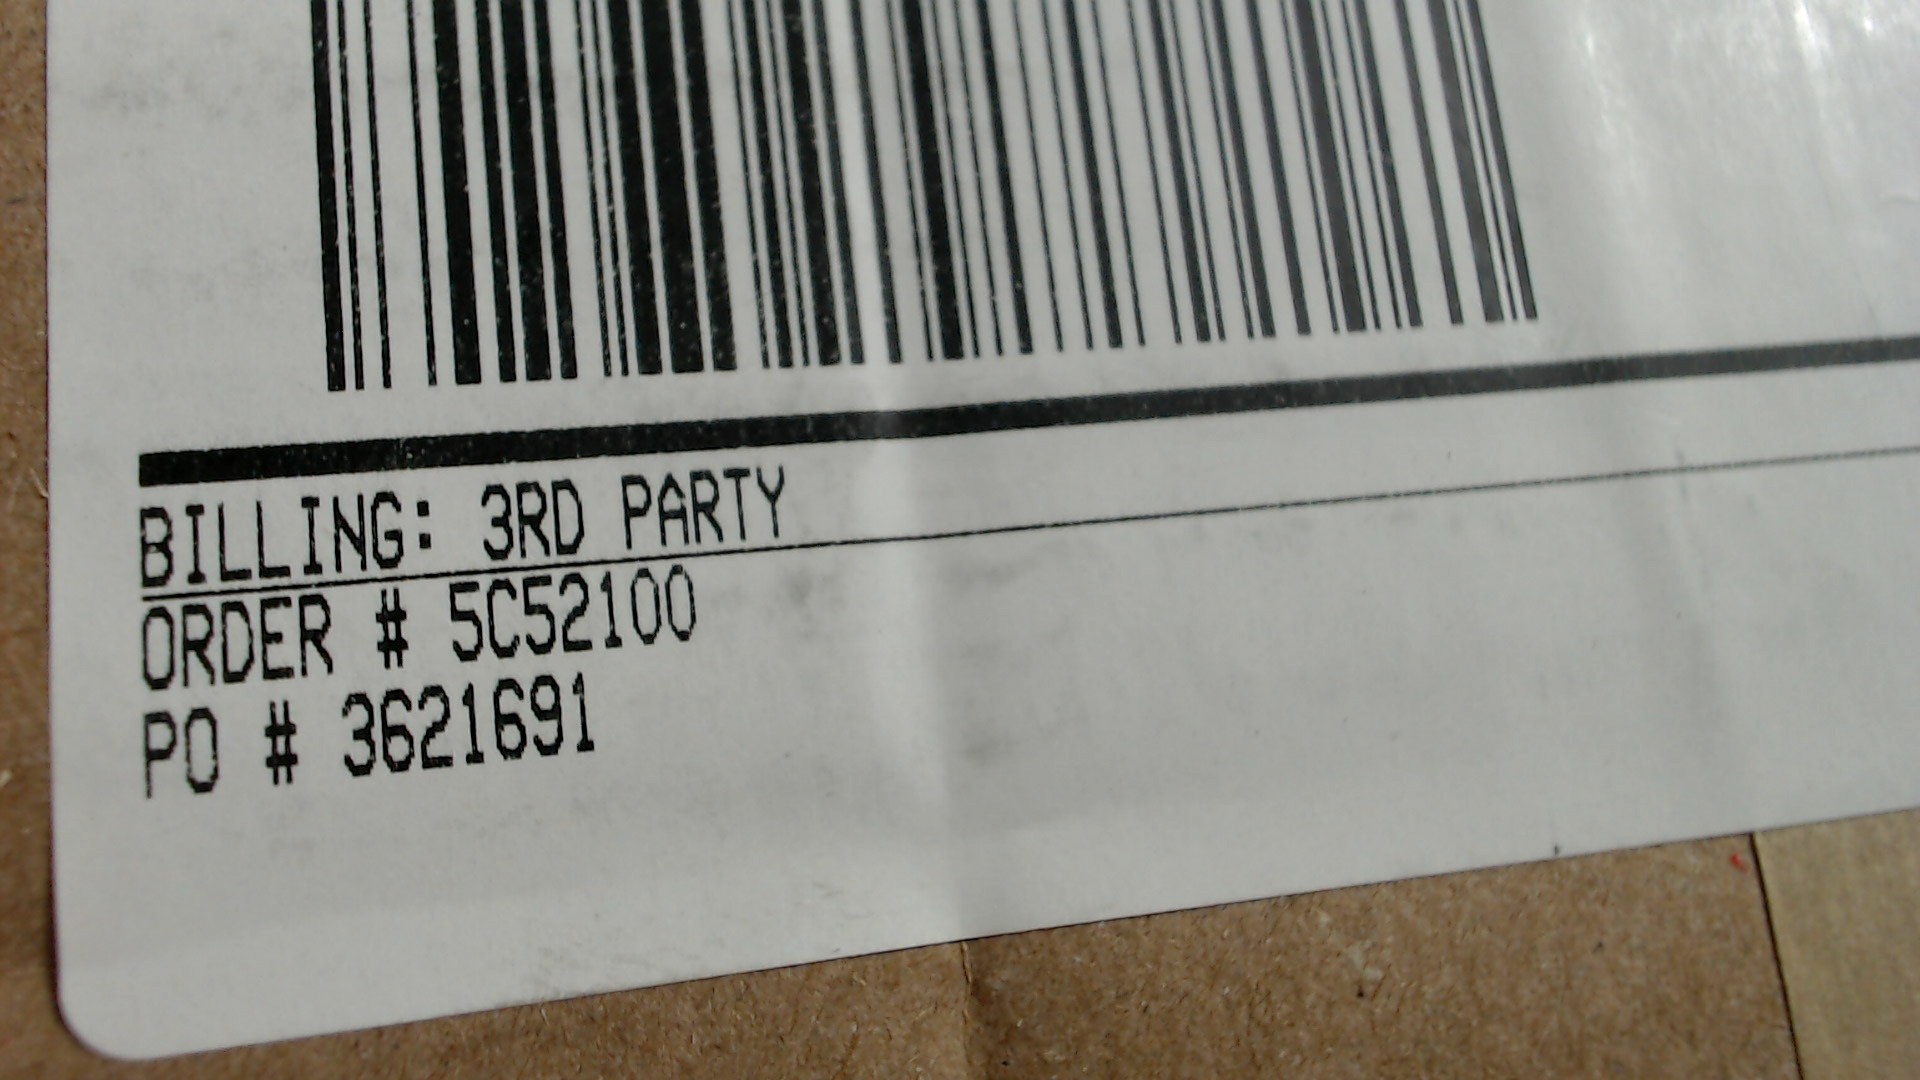 BILLING: 3RD PARTY
ORDER # 5C52100
PO # 3621691